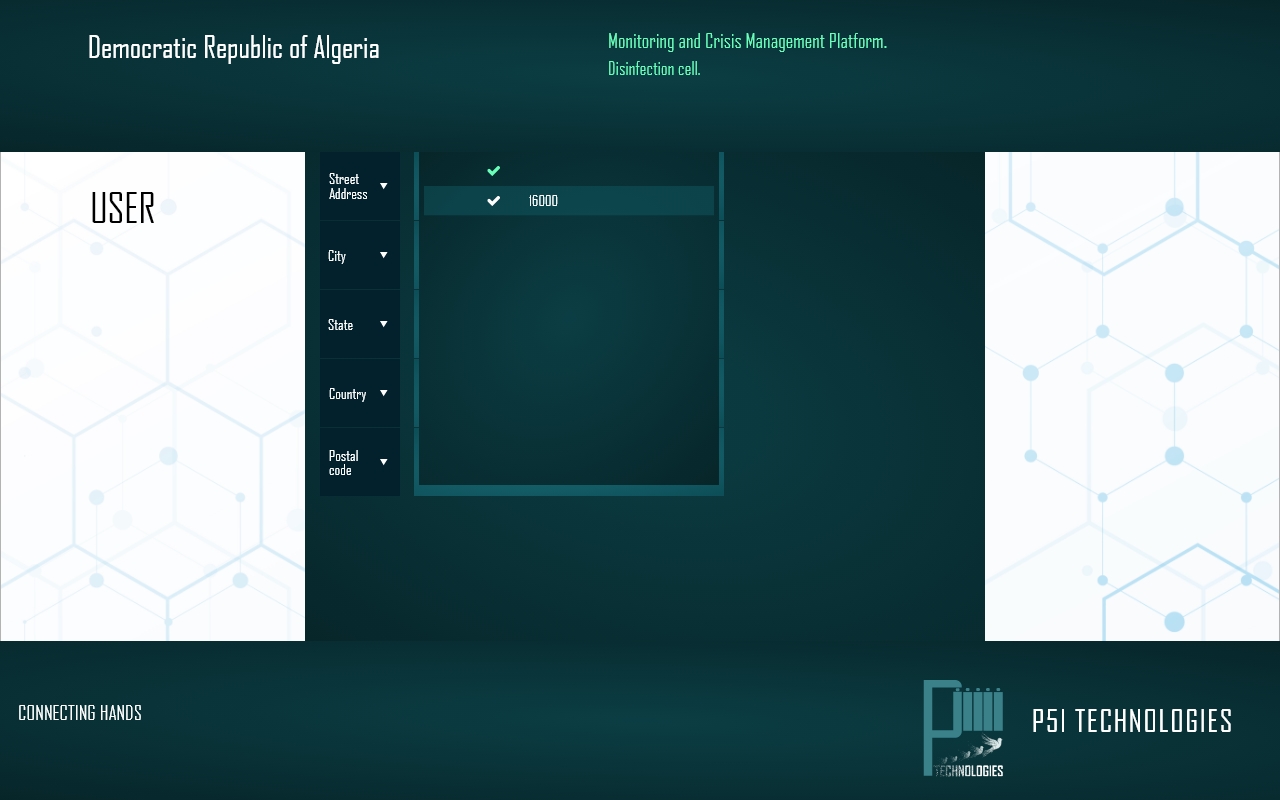 Democratic Republic of Algeria
Monitoring and Crisis Management Platform.
Disinfection cell.
USER
Street
Address
16000
City
State
Country
Postal
code
CONNECTING HANDS
P5I TECHNOLOGIES
TECHNOLOGIES